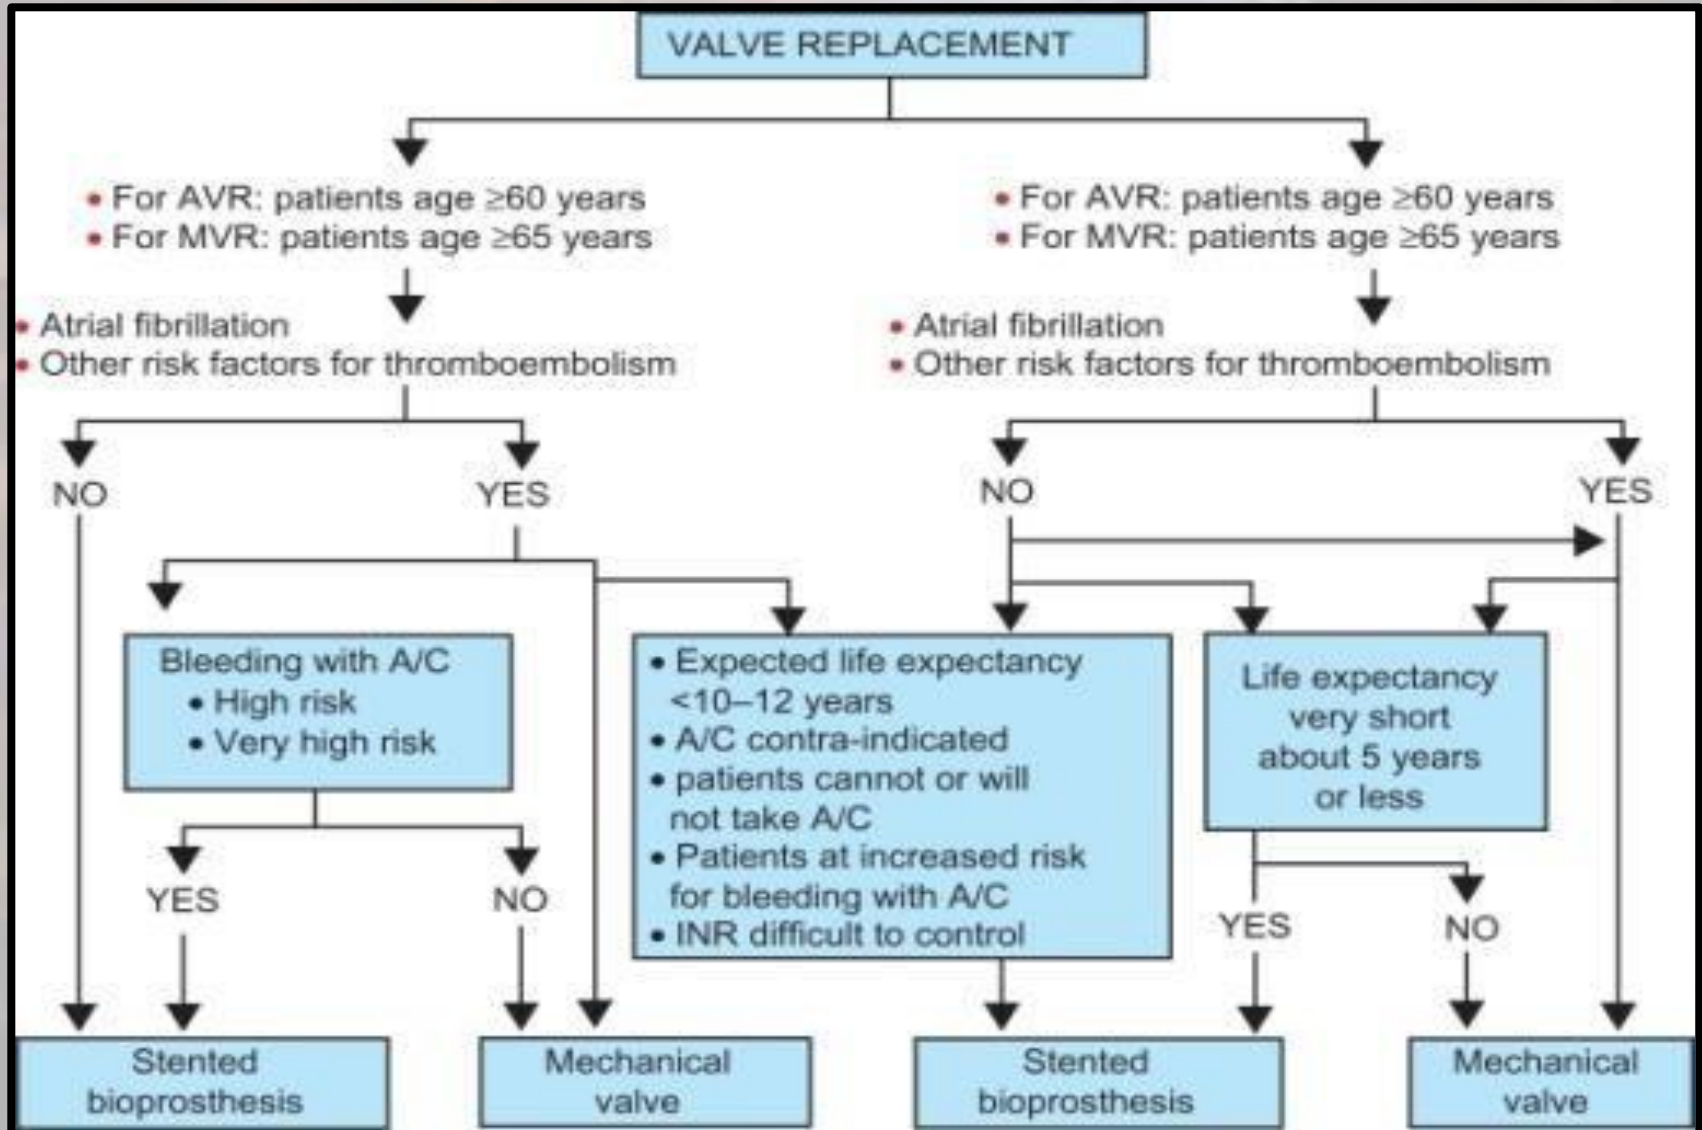 VALVE REPLACEMENT
• For AVR: patients age ≥60 years
• For MVR: patients age ≥65 years
• For AVR: patients age ≥60 years
• For MVR: patients age ≥65 years
• Atrial fibrillation
• Other risk factors for thromboembolism
• Atrial fibrillation
• Other risk factors for thromboembolism
NO
YES
NO
YES
Bleeding with A/C
• High risk
• Very high risk
• Expected life expectancy
<10–12 years
• A/C contra-indicated
• patients cannot or will
not take A/C
• Patients at increased risk
for bleeding with A/C
• INR difficult to control
Life expectancy
very short
about 5 years
or less
YES
NO
YES
NO
Stented
bioprosthesis
Mechanical
valve
Stented
bioprosthesis
Mechanical
valve